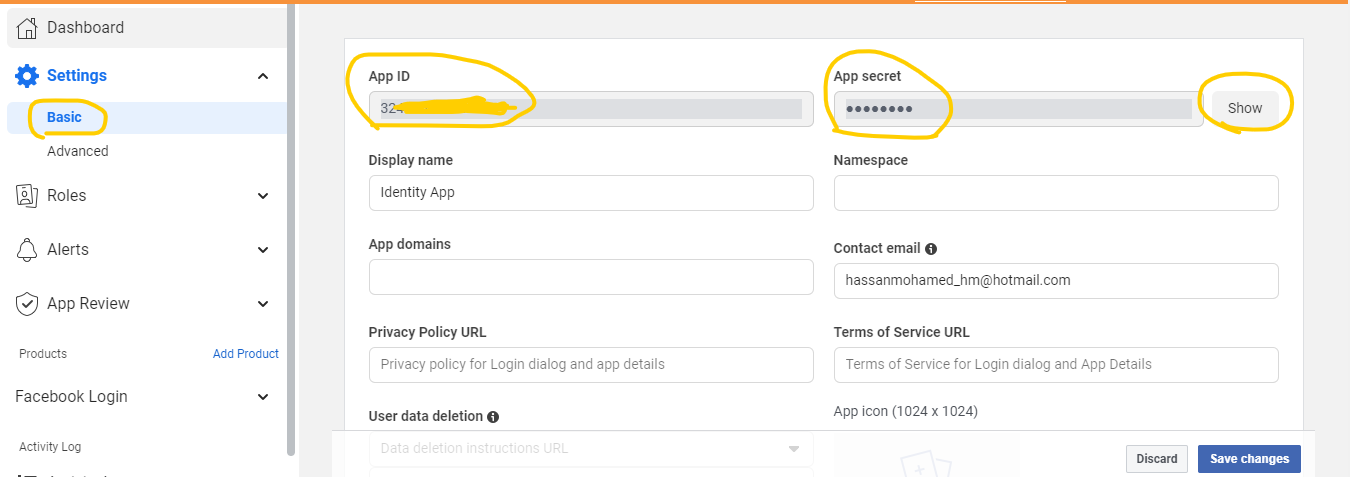 Dashboard
Settings
Basic
Advanced
Roles
Alerts
App Review
Products Add Product
Facebook Login
Activity Log
App ID
324
Display name
Identity App
App domains
Privacy Policy URL
Privacy policy for Login dialog and app details
User data deletion
Data deletion instructions URL
App secret
●●●●●●●●
Show
Namespace
Contact email
hassanmohamed_hm@hotmail.com
Terms of Service URL
Terms of Service for Login dialog and App Details
App icon (1024 x 1024)
Discard
Save changes